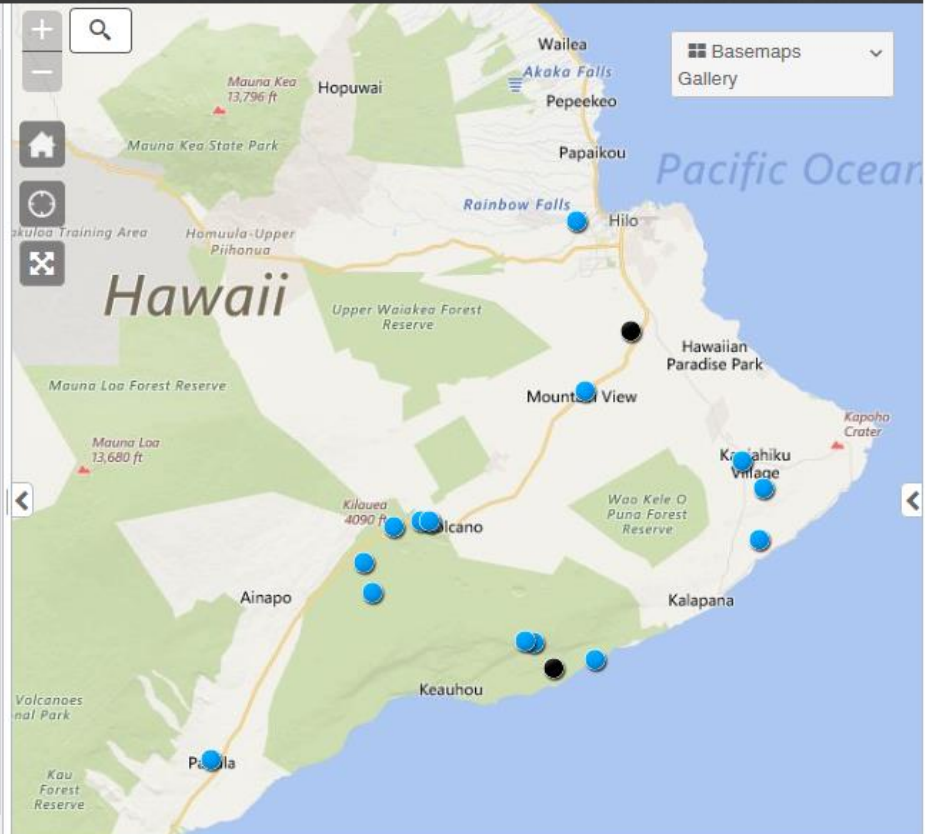 Wailea
Basemaps
Gallery
Akaka Falls
Mauna Kea
13,796 ft
Hopuwai
Pepeekeo
Mauna Kea State Park
Papaikou
Pacific Ocean
Rainbow Falls
Hilo
akuloa Training Area
Homuula-Upper
Piihonua
Hawaii
Upper Waiakea Forest
Reserve
Hawaiian
Paradise Park
Mauna Loa Forest Reserve
View
Kapoho
Crater
Mauna Loa
13,680 ft
Village
Kilauea
4090 ft
Wao Kele O
Puna Forest
Reserve
olcano
Ainapo
Kalapana
Keauhou
Volcanoes
nal Park
Kau
Forest
Reserve